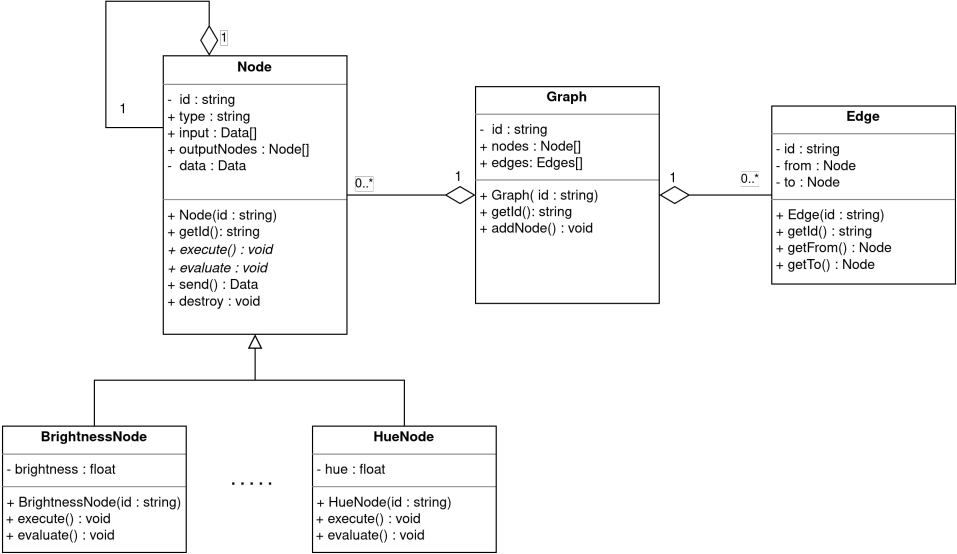 1
1
Node
- id : string
+ type : string
+ input : Data[]
+ outputNodes : Node[]
- data : Data
+ Node(id : string)
+ getId(): string
+ execute() : void
+ evaluate : void
+ send() : Data
+ destroy : void
0..*
1
Graph
- id : string
+ nodes : Node[]
+ edges: Edges[]
+ Graph( id : string)
+ getId(): string
+ addNode() : void
1
0..*
Edge
- id : string
- from : Node
- to : Node
+ Edge(id : string)
+ getId() : string
+ getFrom() : Node
+ getTo() : Node
BrightnessNode
- brightness : float
+ BrightnessNode(id : string)
+ execute() : void
+ evaluate() : void
.....
HueNode
- hue : float
+ HueNode(id : string)
+ execute() : void
+ evaluate() : void